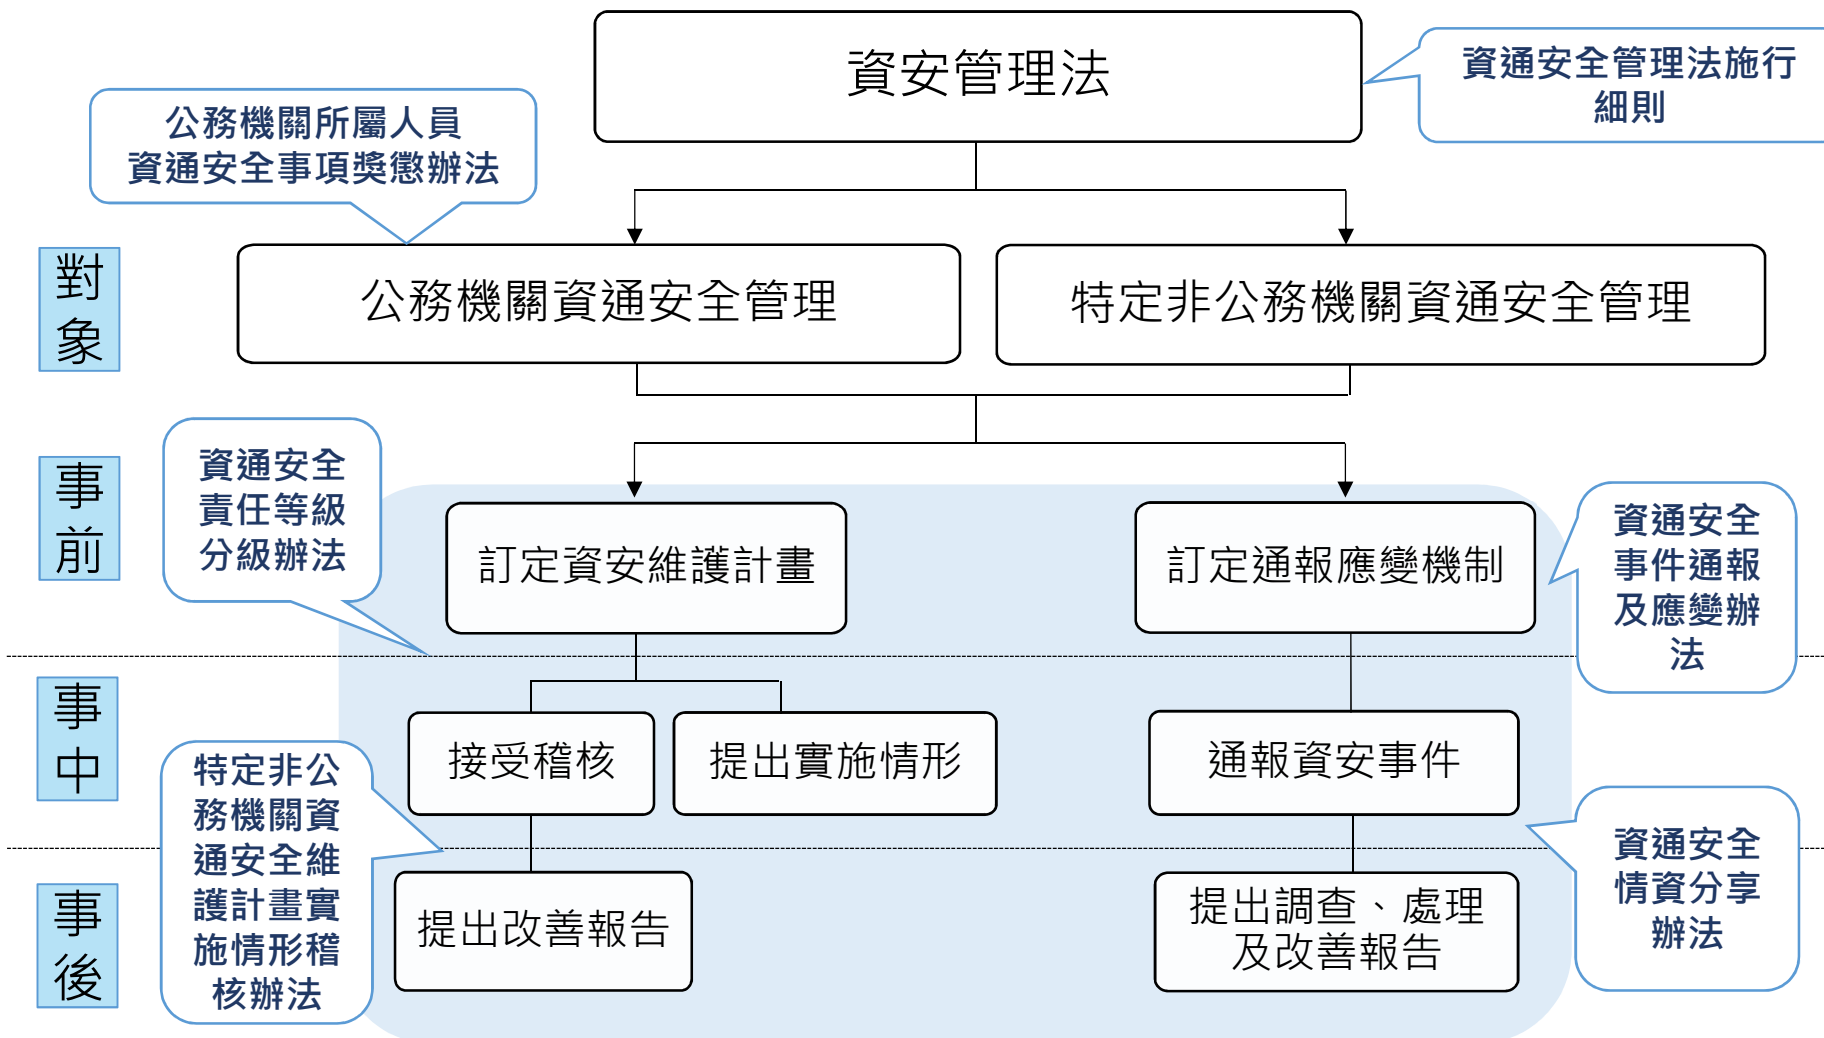 資安管理法
資通安全管理法施行
細則
公務機關所屬人員
資通安全事項獎懲辦法
對
象
公務機關資通安全管理
特定非公務機關資通安全管理
事
前
資通安全
責任等級
分級辦法
訂定資安維護計畫
訂定通報應變機制
資通安全
事件通報
及應變辦
法
事
中
接受稽核
提出實施情形
通報資安事件
特定非公
務機關資
通安全維
護計畫實
施情形稽
核辦法
資通安全
情資分享
辦法
事
後
提出改善報告
提出調查、處理
及改善報告